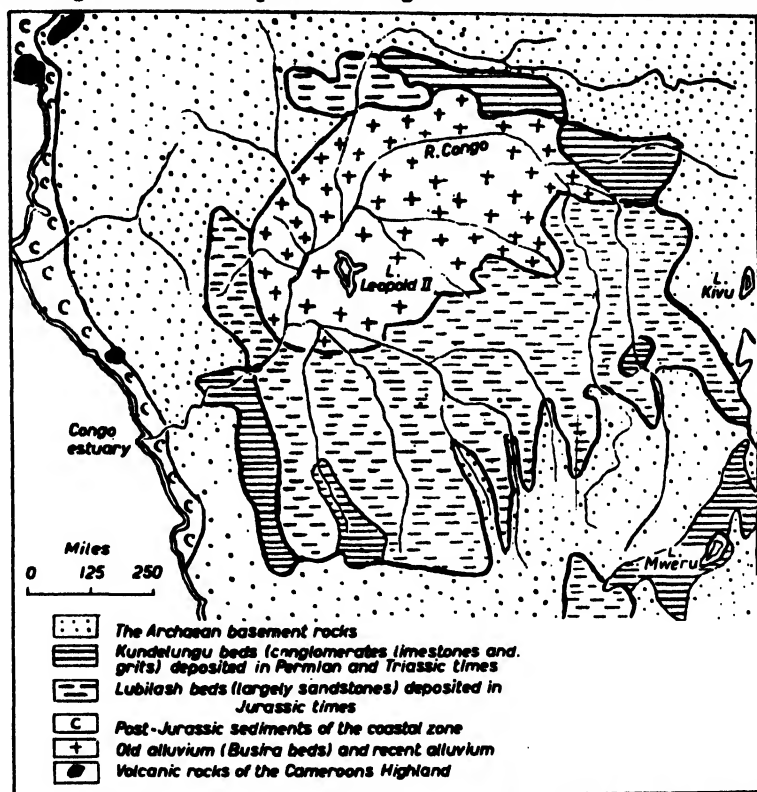 R. Congo
L.
Leopold II
L.
Kivu
Congo
estuary
Miles
0 125 250
L.
Mweru
The Archaean basement rocks
Kundelungu beds (conglomerates limestones and.
grits) deposited in Permian and Triassic times
Lubilash beds (largely sandstones) deposited in
Jurassic times
C Post-Jurassic sediments of the coastal zone
+ Old alluvium (Busira beds) and recent alluvium
Volcanic rocks of the Cameroons Highland